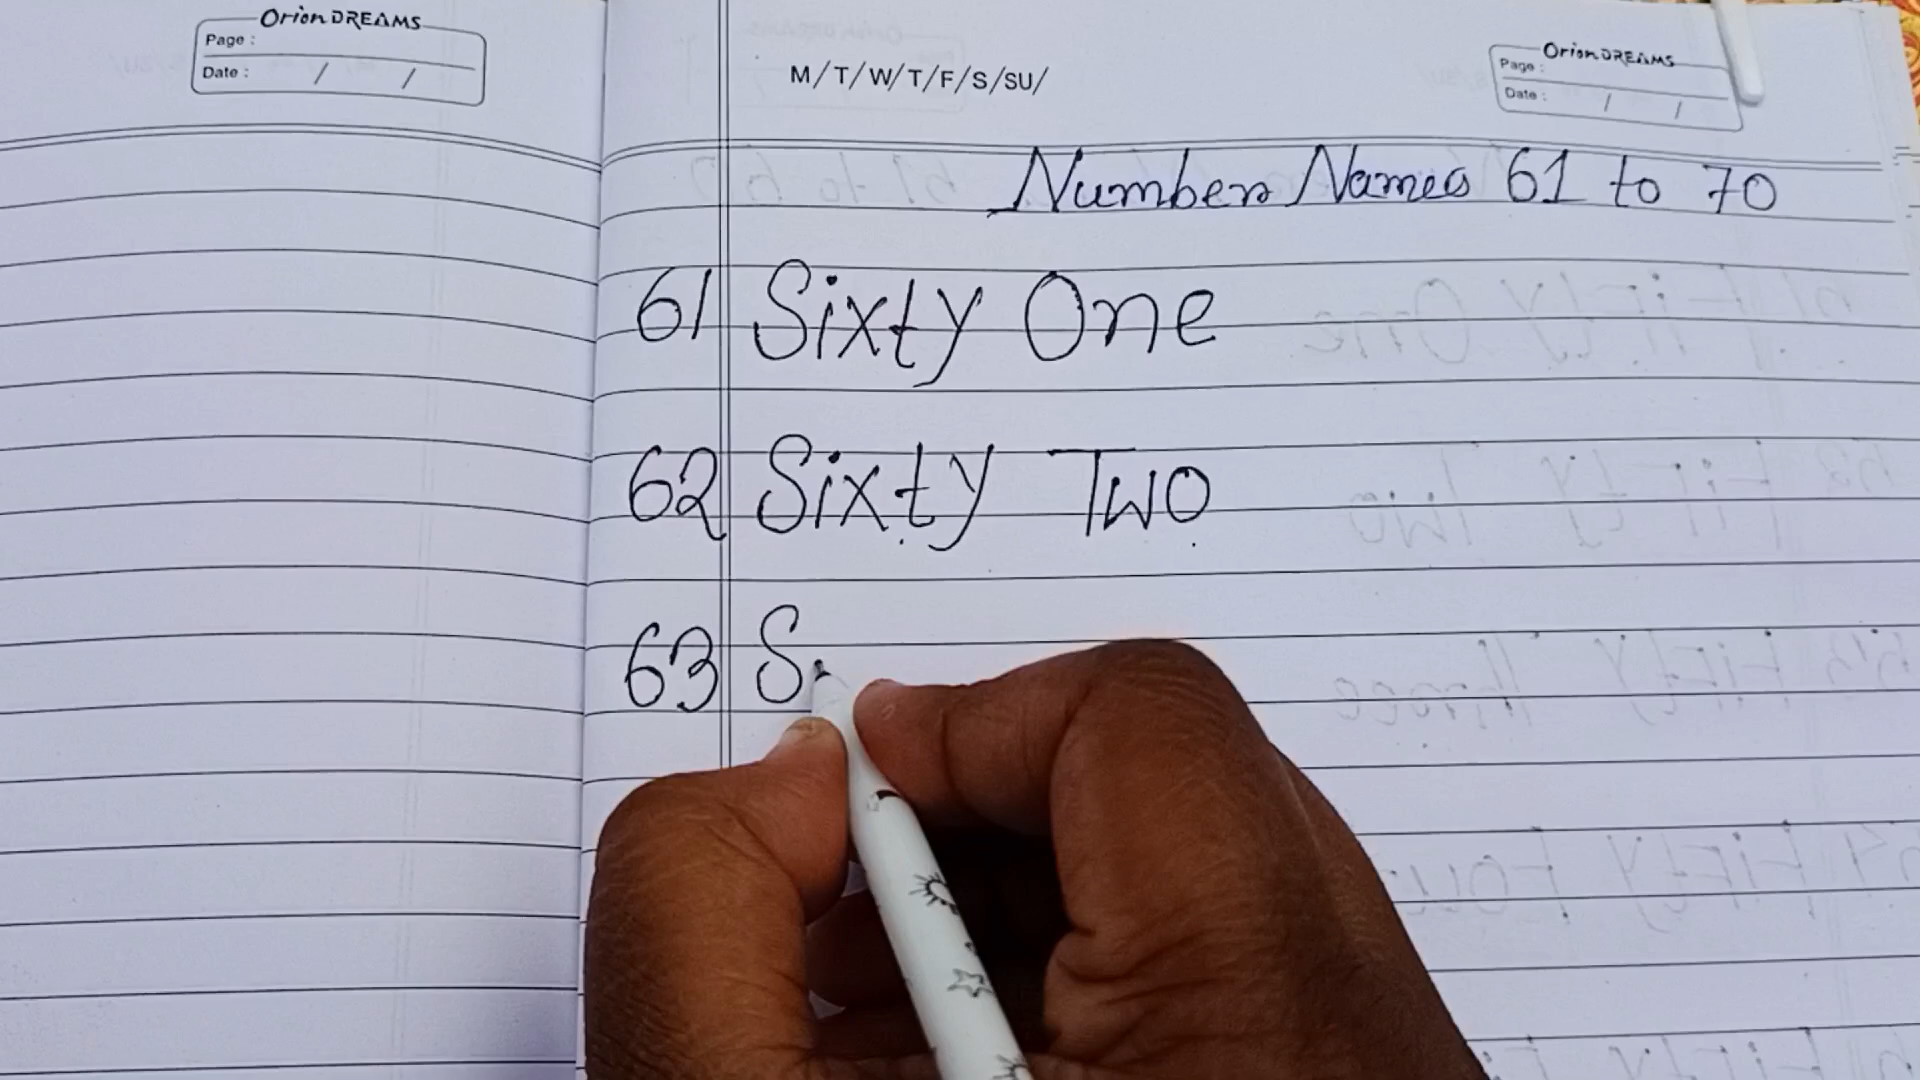 Orion DREAMS
Page :
Date : / /
M/T/W/T/F/S/SU/
Orion DREAMS
Page :
Date : / /
Number Names 61 to 70
61 Sixty One
62 Sixty Two
63 S